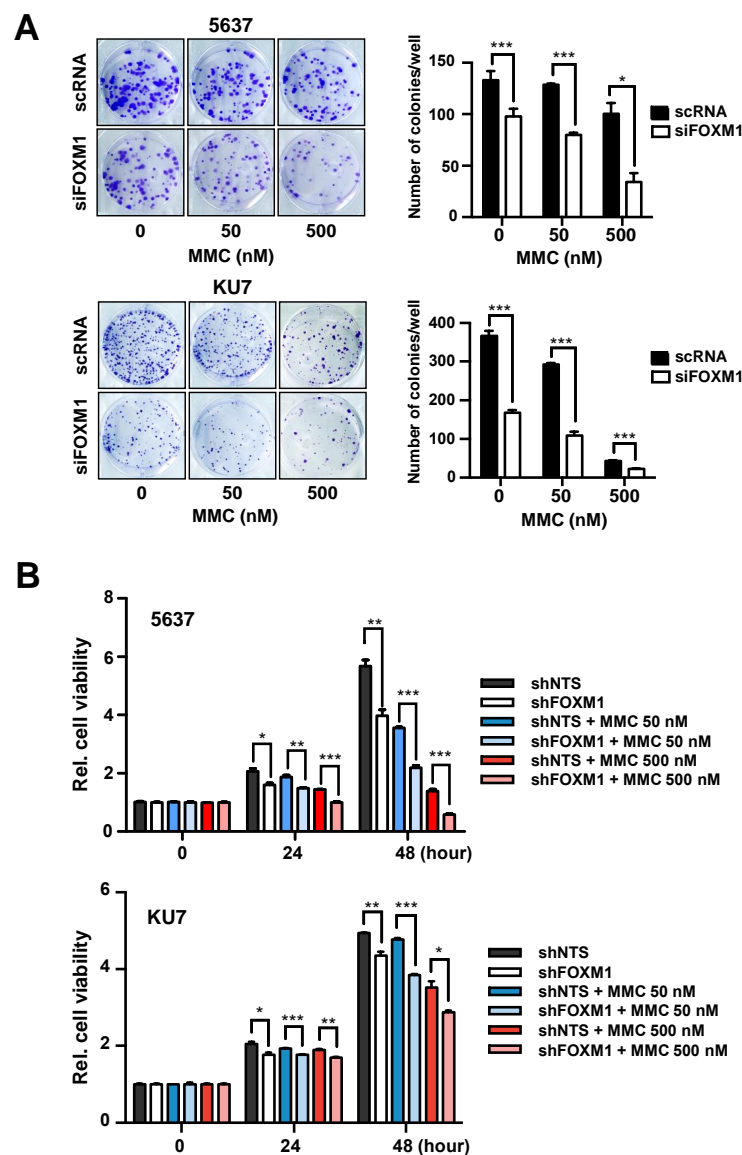 A
5637
scRNA
siFOXM1
0 50 500
MMC (nM)
Number of colonies/well
150
100
50
0
*** *** *
0 50 500
MMC (nM)
scRNA
siFOXM1
KU7
scRNA
siFOXM1
0 50 500
MMC (nM)
Number of colonies/well
400
300
200
100
0
*** *** ***
0 50 500
MMC (nM)
scRNA
siFOXM1
B
5637
Rel. cell viability
8
6
4
2
0
* ** *** ** *** ***
0 24 48 (hour)
shNTS
shFOXM1
shNTS + MMC 50 nM
shFOXM1 + MMC 50 nM
shNTS + MMC 500 nM
shFOXM1 + MMC 500 nM
KU7
Rel. cell viability
6
4
2
0
* *** ** ** *** *
0 24 48 (hour)
shNTS
shFOXM1
shNTS + MMC 50 nM
shFOXM1 + MMC 50 nM
shNTS + MMC 500 nM
shFOXM1 + MMC 500 nM